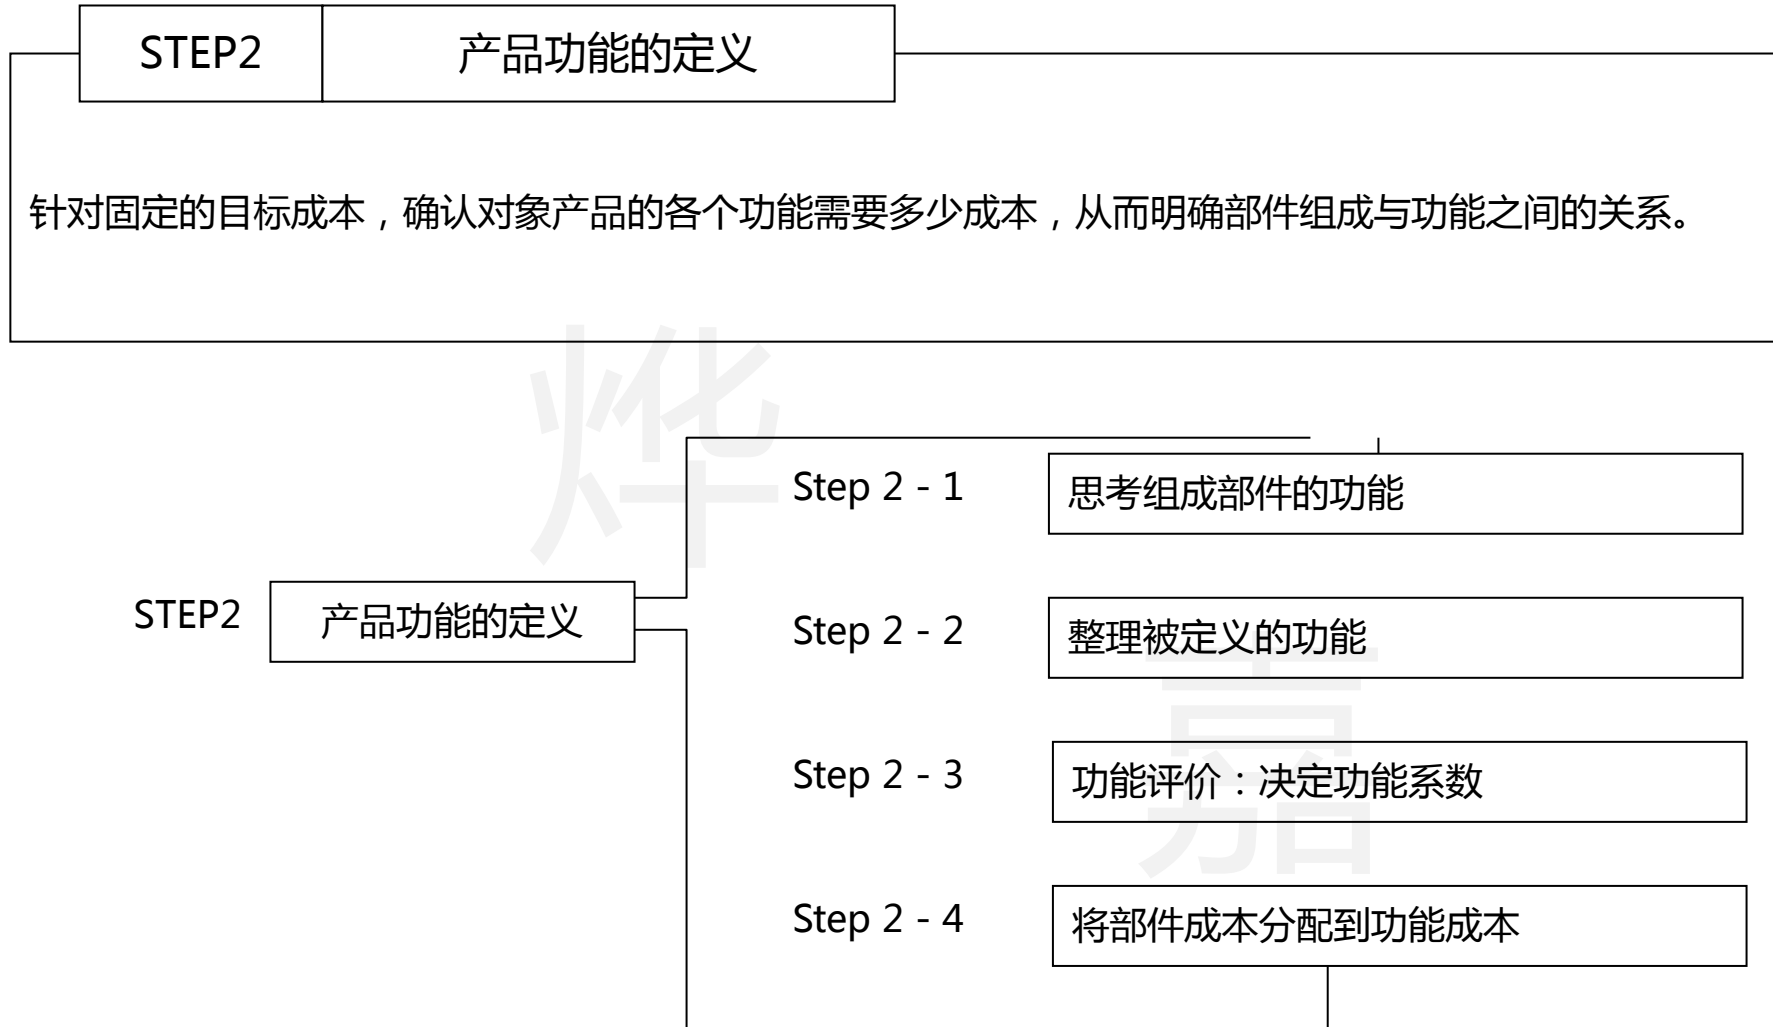 STEP2 产品功能的定义
针对固定的目标成本，确认对象产品的各个功能需要多少成本，从而明确部件组成与功能之间的关系。
烨
Step 2 - 1 思考组成部件的功能
STEP2 产品功能的定义
Step 2 - 2 整理被定义的功能
嘉
Step 2 - 3 功能评价：决定功能系数
Step 2 - 4 将部件成本分配到功能成本